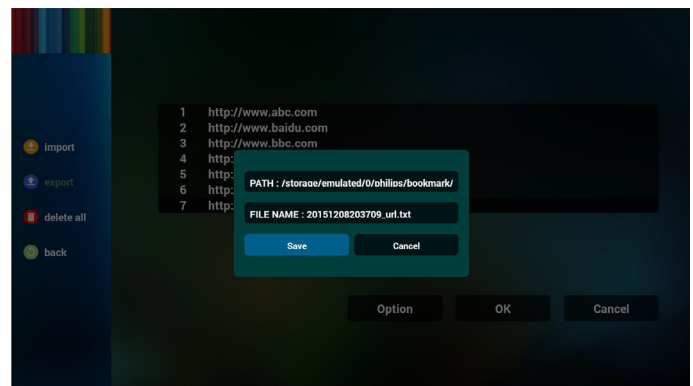 import
export
delete all
back
1 http://www.abc.com
2 http://www.baidu.com
3 http://www.bbc.com
4 http:
5 http:
6 http:
7 http:
PATH : /storage/emulated/0/philips/bookmark/
FILE NAME : 20151208203709_url.txt
Save Cancel
Option OK Cancel